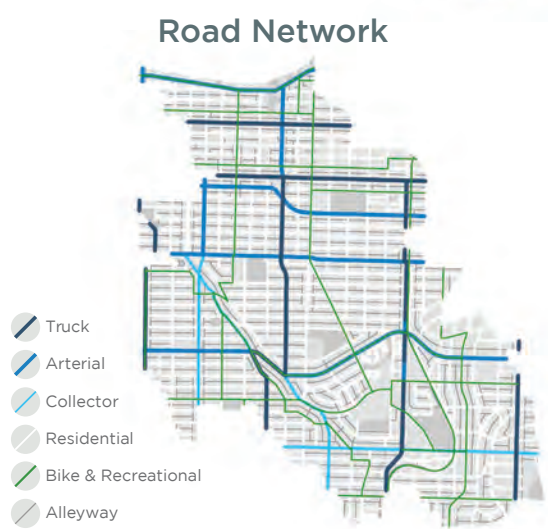 Road Network
Truck
Arterial
Collector
Residential
Bike & Recreational
Alleyway